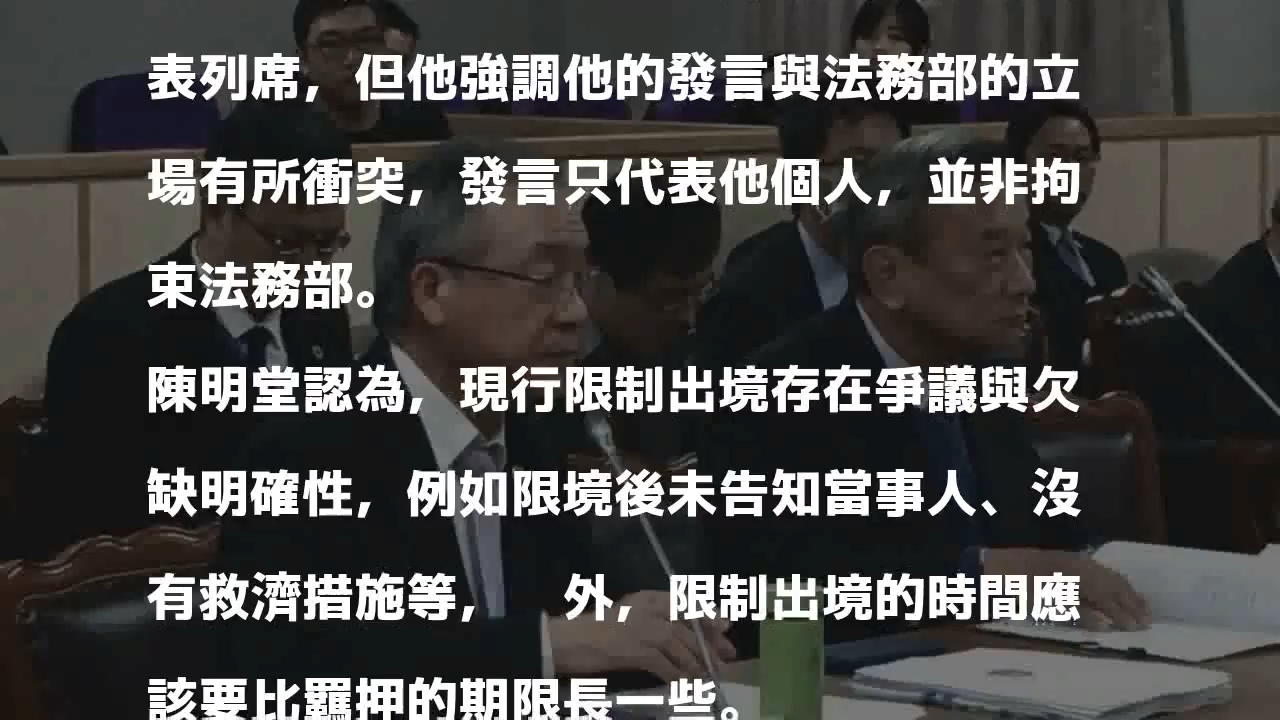 表列席，但他強調他的發言與法務部的立
場有所衝突，發言只代表他個人，並非拘
束法務部。
陳明堂認為，現行限制出境存在爭議與欠
缺明確性，例如限境後未告知當事人、沒
有救濟措施等，　外，限制出境的時間應
該要比羈押的期限長一些。